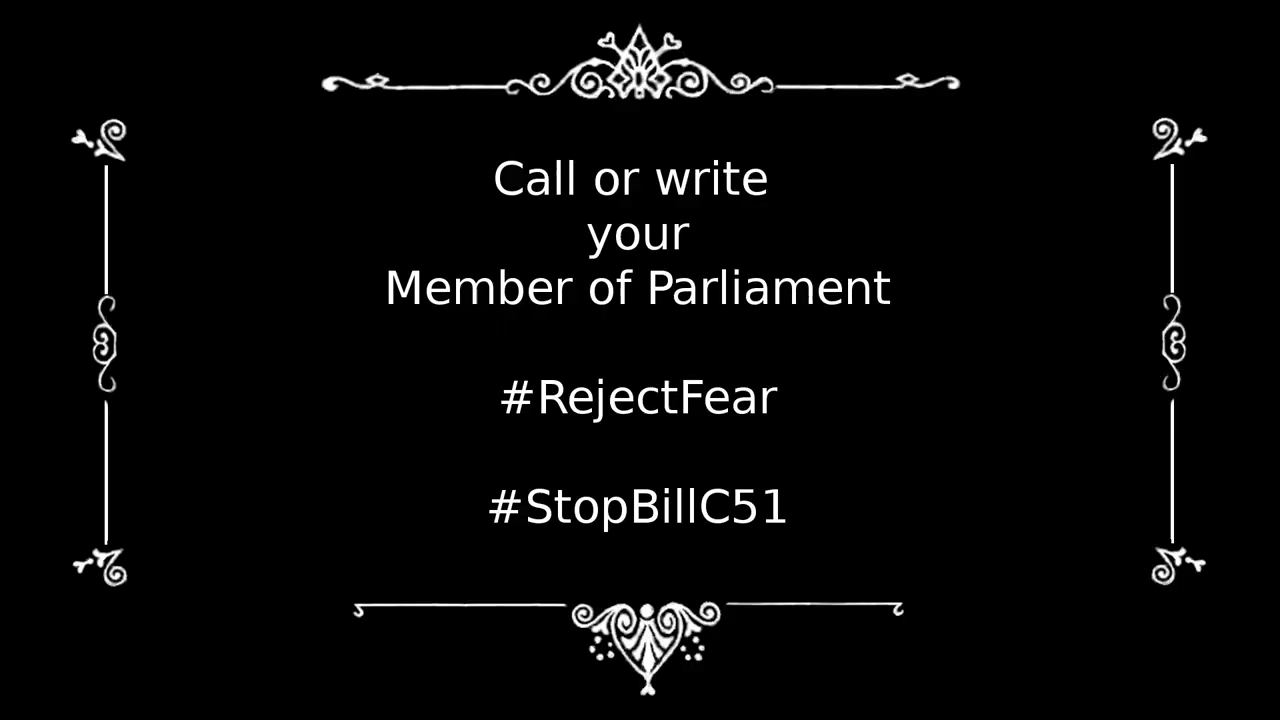 Call or write
your
Member of Parliament
#RejectFear
#StopBillC51